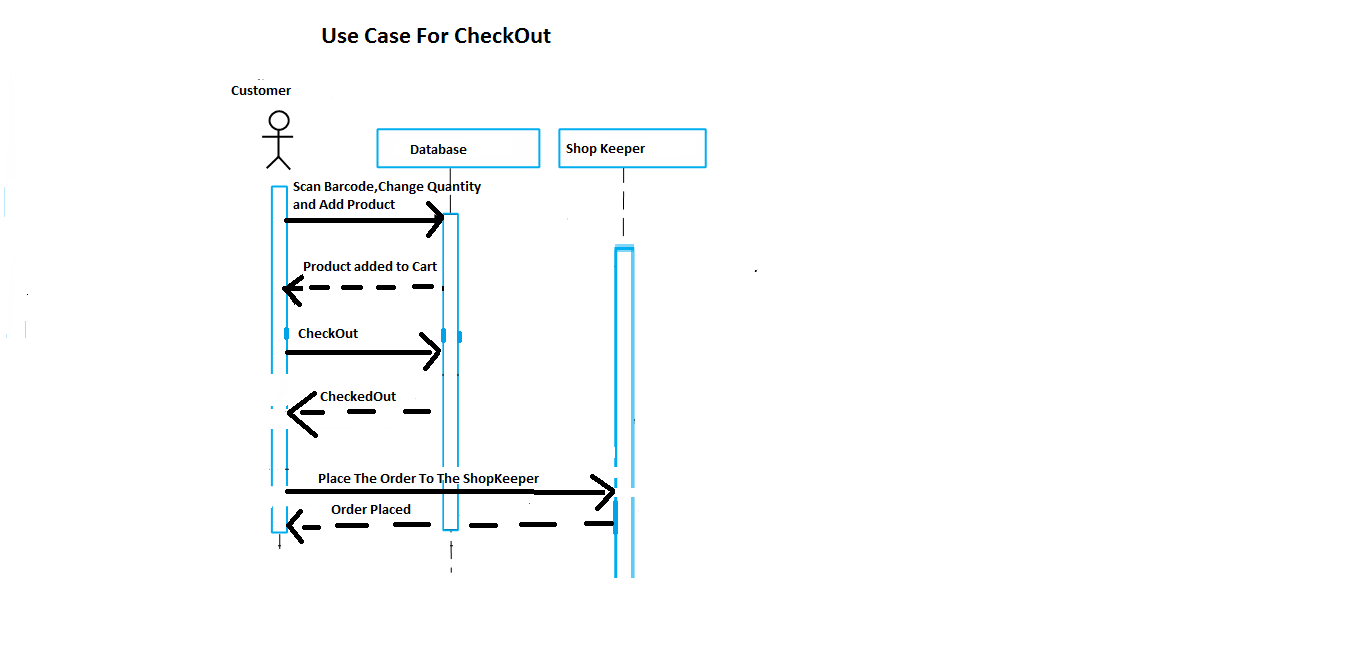 Use Case For CheckOut
Customer
Database
Shop Keeper
Scan Barcode,Change Quantity
and Add Product
Product added to Cart
CheckOut
CheckedOut
Place The Order To The ShopKeeper
Order Placed